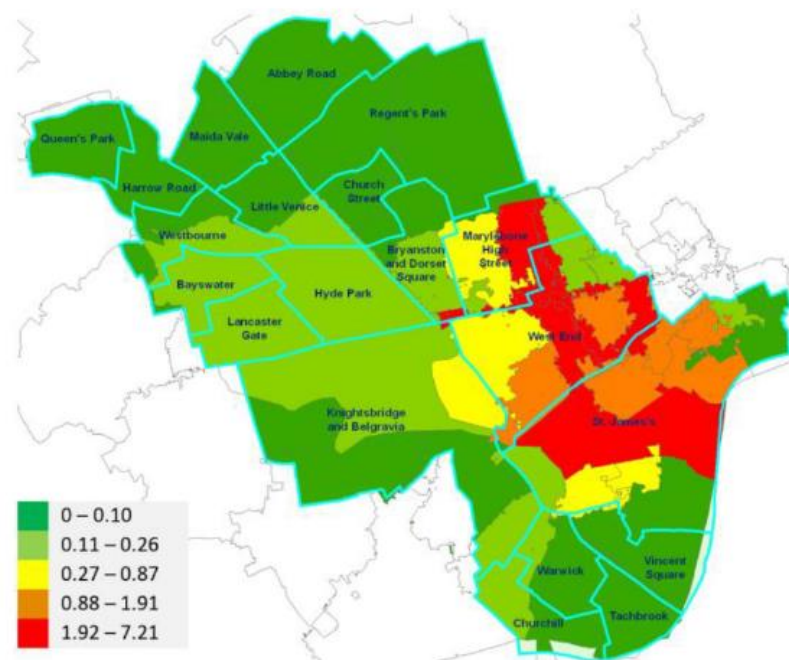 Abbey Road
Regent's Park
Queen's Park
Maida Vale
Harrow Road
Church
Street
Little Venice
Westbourne
Bryanston
and Dorset
Square
Marylebone
High
Street
Bayswater
Hyde Park
Lancaster
Gate
West End
Knightsbridge
and Belgravia
St. James's
Warwick
Vincent
Square
Tachbrook
Churchill
0 – 0.10
0.11 – 0.26
0.27 – 0.87
0.88 – 1.91
1.92 – 7.21